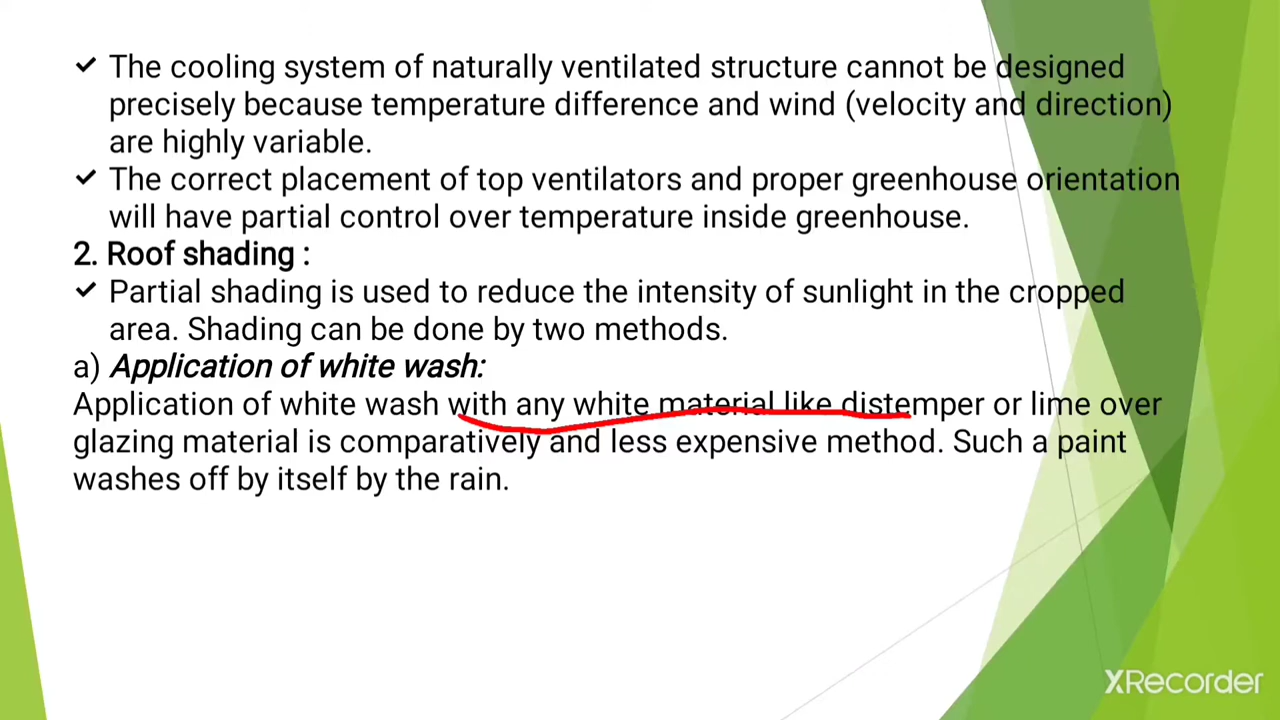 ✓ The cooling system of naturally ventilated structure cannot be designed
precisely because temperature difference and wind (velocity and direction)
are highly variable.
✓ The correct placement of top ventilators and proper greenhouse orientation
will have partial control over temperature inside greenhouse.
2. Roof shading :
✓ Partial shading is used to reduce the intensity of sunlight in the cropped
area. Shading can be done by two methods.
a) Application of white wash:
Application of white wash with any white material like distemper or lime over
glazing material is comparatively and less expensive method. Such a paint
washes off by itself by the rain.
XRecorder